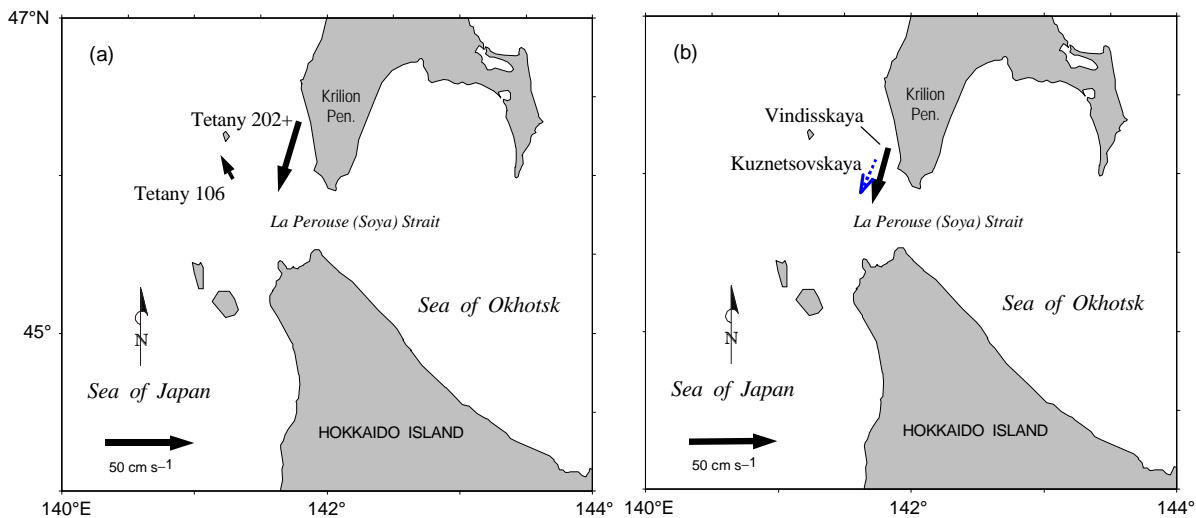 47°N
(a)
Krilion
Pen.
Tetany 202+
Tetany 106
La Perouse (Soya) Strait
Sea of Okhotsk
45°
N
Sea of Japan
HOKKAIDO ISLAND
50 cm s–1
140°E
142°
144°
(b)
Krilion
Pen.
Vindisskaya
Kuznetsovskaya
La Perouse (Soya) Strait
Sea of Okhotsk
N
Sea of Japan
HOKKAIDO ISLAND
50 cm s–1
140°
142°
144°